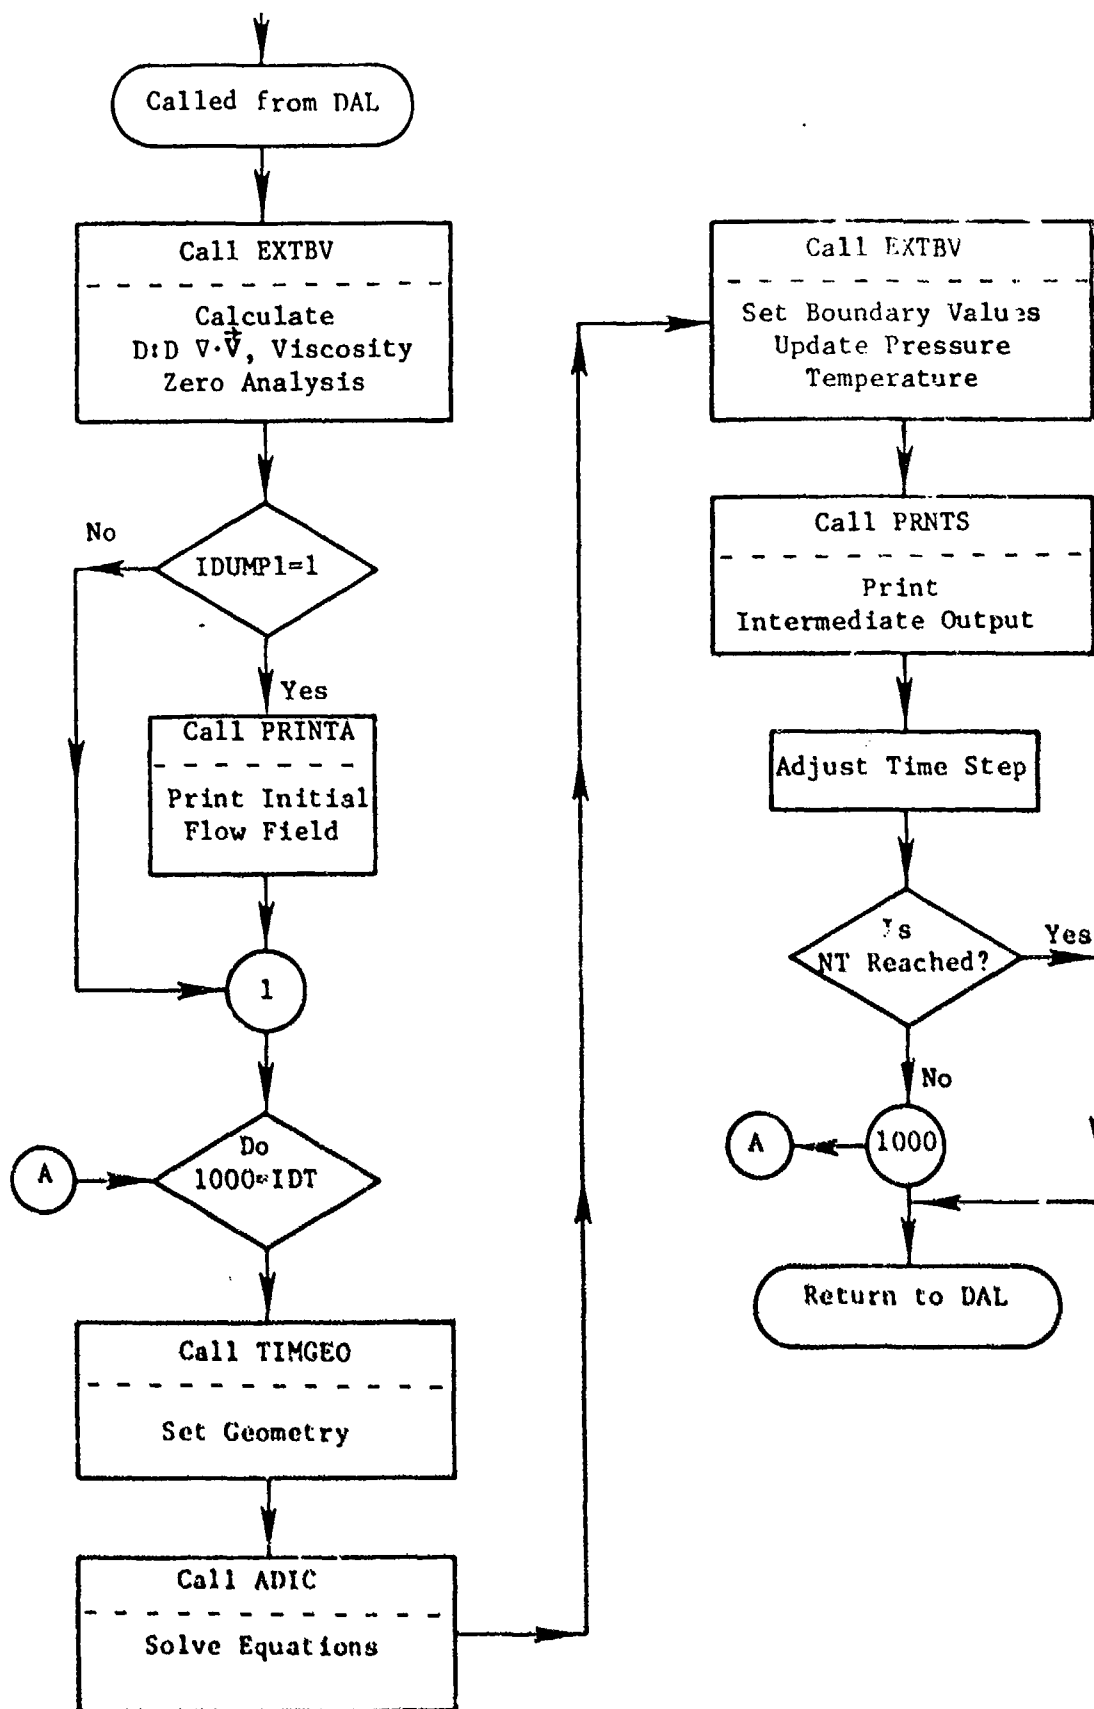 Called from DAL
Call EXTBV
Calculate
D:D ∇·V⃗, Viscosity
Zero Analysis
No
IDUMP1=1
Yes
Call PRINTA
Print Initial
Flow Field
1
Do
1000 IDT
A
Call TIMGEO
Set Geometry
Call ADIC
Solve Equations
Call EXTBV
Set Boundary Values
Update Pressure
Temperature
Call PRNTS
Print
Intermediate Output
Adjust Time Step
Is
NT Reached?
Yes
No
A
1000
Return to DAL